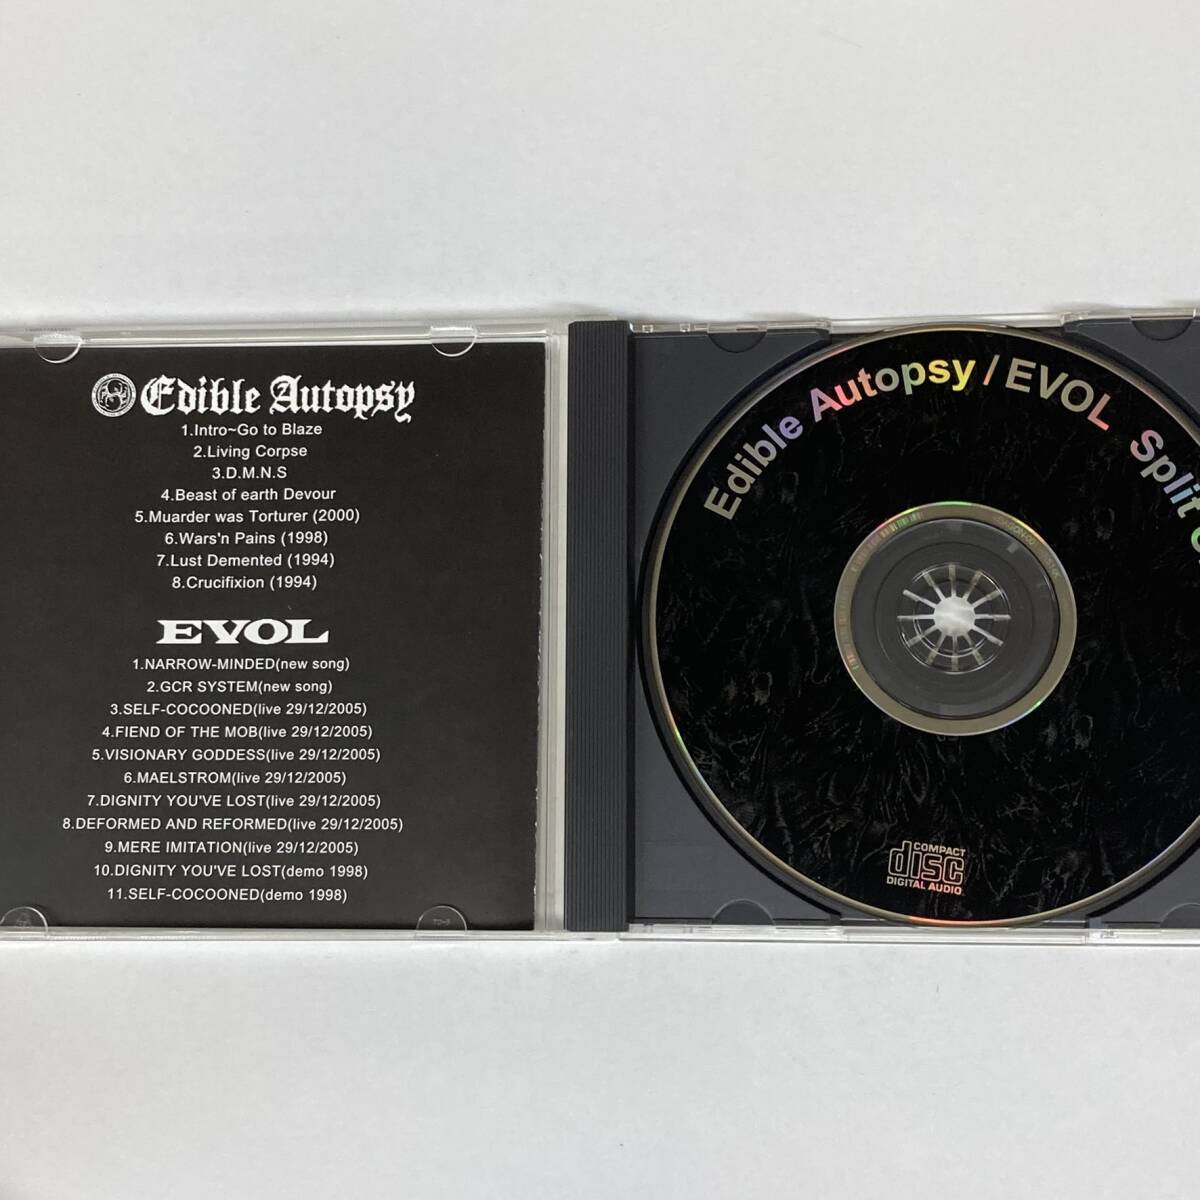 Edible Autopsy
1.Intro~Go to Blaze
2.Living Corpse
3.D.M.N.S
4.Beast of earth Devour
5.Muarder was Torturer (2000)
6.Wars'n Pains (1998)
7.Lust Demented (1994)
8.Crucifixion (1994)
EVOL
1.NARROW-MINDED(new song)
2.GCR SYSTEM(new song)
3.SELF-COCOONED(live 29/12/2005)
4.FIEND OF THE MOB(live 29/12/2005)
5.VISIONARY GODDESS(live 29/12/2005)
6.MAELSTROM(live 29/12/2005)
7.DIGNITY YOU'VE LOST(live 29/12/2005)
8.DEFORMED AND REFORMED(live 29/12/2005)
9.MERE IMITATION(live 29/12/2005)
10.DIGNITY YOU'VE LOST(demo 1998)
11.SELF-COCOONED(demo 1998)
Edible Autopsy / EVOL Split
COMPACT
disc
DIGITAL AUDIO